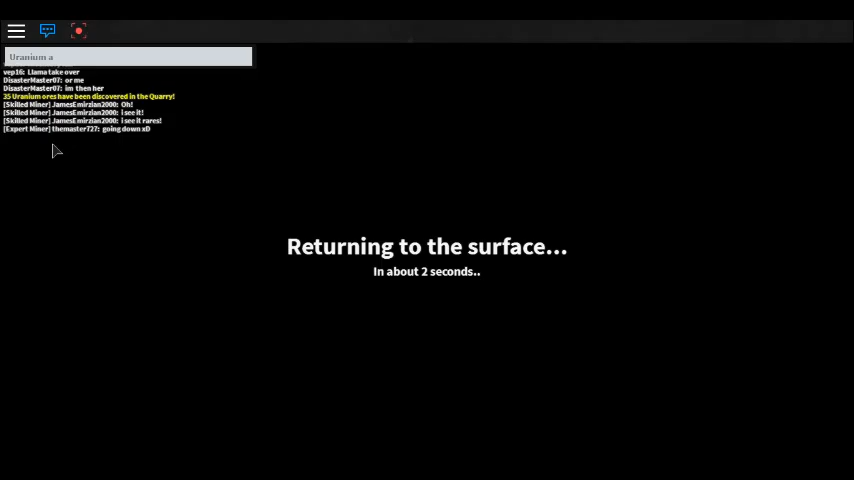 Uranium a
vep16: Llama take over
DisasterMaster07: or me
DisasterMaster07: im then her
35 Uranium ores have been discovered in the Quarry!
[Skilled Miner] JamesEmirzian2000: Oh!
[Skilled Miner] JamesEmirzian2000: i see it!
[Skilled Miner] JamesEmirzian2000: i see it rares!
[Expert Miner] themaster727: going down xD
Returning to the surface...
In about 2 seconds..